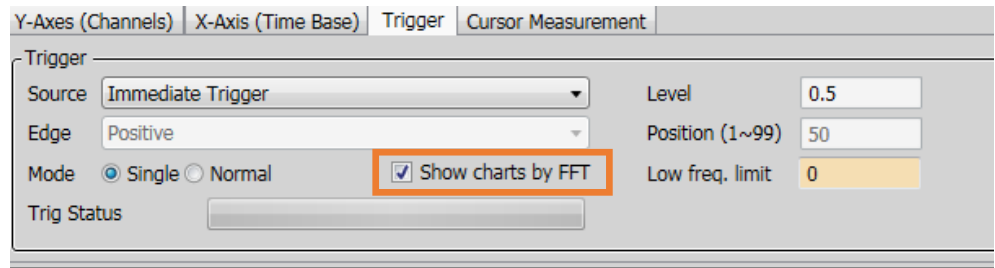 Y-Axes (Channels) X-Axis (Time Base) Trigger Cursor Measurement
Trigger
Source Immediate Trigger Level 0.5
Edge Positive Position (1~99) 50
Mode Single Normal Show charts by FFT Low freq. limit 0
Trig Status